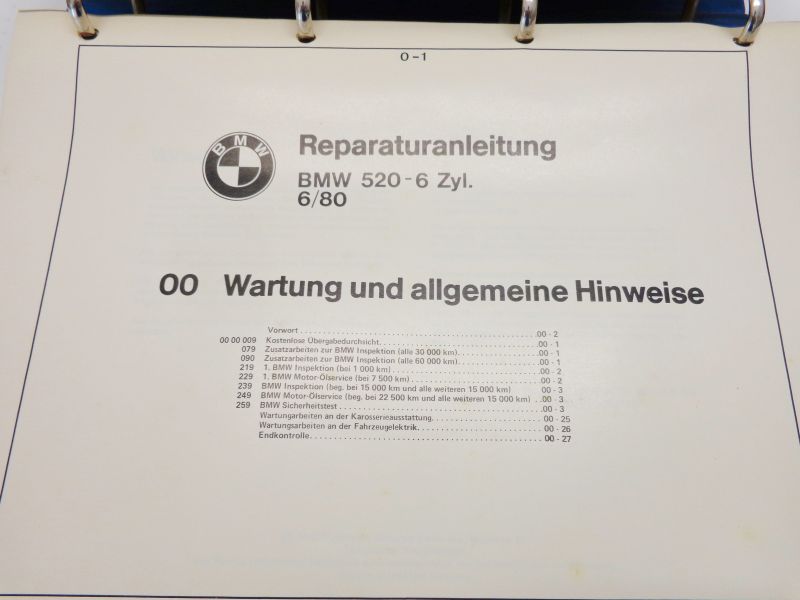 0-1
BMW
Reparaturanleitung
BMW 520-6 Zyl.
6/80
00 Wartung und allgemeine Hinweise
Vorwort . . . . . . . . . . . . . . . . . . . . 00 - 2
00 00 009 Kostenlose Übergabedurchsicht. . . . . . . . . . . . . . . . . . . . 00 - 1
079 Zusatzarbeiten zur BMW Inspektion (alle 30 000 km). . . . . . . . . . 00 - 1
090 Zusatzarbeiten zur BMW Inspektion (alle 60 000 km). . . . . . . . . . 00 - 1
219 1. BMW Inspektion (bei 1 000 km) . . . . . . . . . . . . . . . . . . . . 00 - 2
229 1. BMW Motor-Ölservice (bei 7 500 km) . . . . . . . . . . . . . . . . . . . . 00 - 2
239 BMW Inspektion (beg. bei 15 000 km und alle weiteren 15 000 km) 00 - 3
249 BMW Motor-Ölservice (beg. bei 22 500 km und alle weiteren 15 000 km) . . 00 - 3
259 BMW Sicherheitstest . . . . . . . . . . . . . . . . . . . . 00 - 3
Wartungarbeiten an der Karosserieausstattung. . . . . . . . . . . . . . . . . . . . 00 - 25
Wartungsarbeiten an der Fahrzeugelektrik. . . . . . . . . . . . . . . . . . . . 00 - 26
Endkontrolle. . . . . . . . . . . . . . . . . . . . 00 - 27